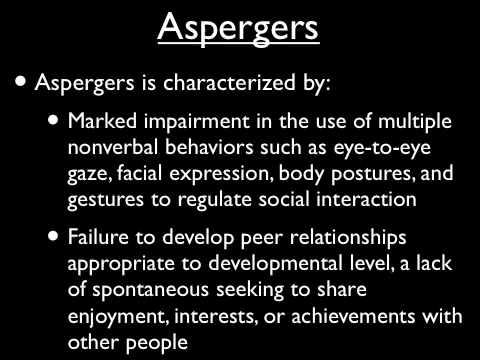 Aspergers
• Aspergers is characterized by:
• Marked impairment in the use of multiple
nonverbal behaviors such as eye-to-eye
gaze, facial expression, body postures, and
gestures to regulate social interaction
• Failure to develop peer relationships
appropriate to developmental level, a lack
of spontaneous seeking to share
enjoyment, interests, or achievements with
other people